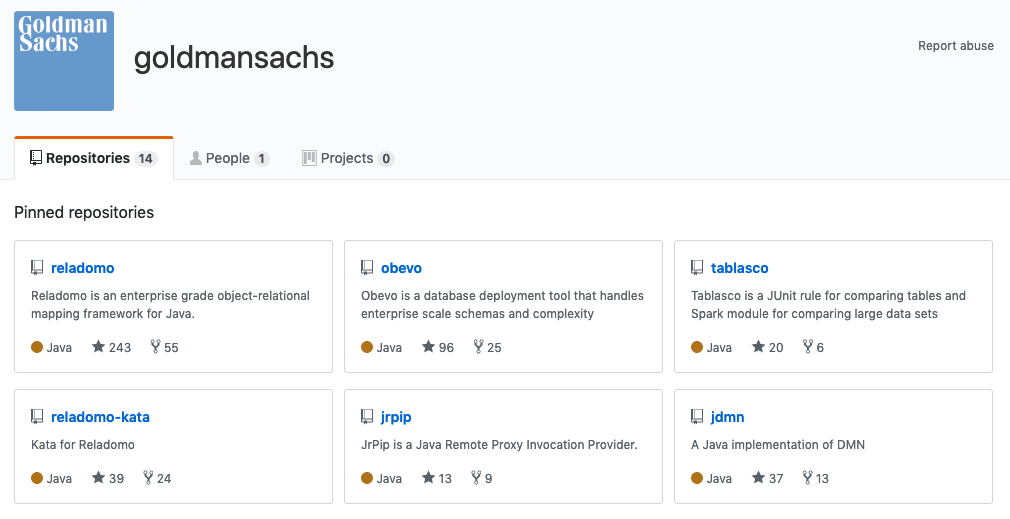 Goldman
Sachs
goldmansachs
Report abuse
Repositories 14 People 1 Projects 0
Pinned repositories
reladomo
Reladomo is an enterprise grade object-relational
mapping framework for Java.
Java 243 55
obevo
Obevo is a database deployment tool that handles
enterprise scale schemas and complexity
Java 96 25
tablasco
Tablasco is a JUnit rule for comparing tables and
Spark module for comparing large data sets
Java 20 6
reladomo-kata
Kata for Reladomo
Java 39 24
jrpip
JrPip is a Java Remote Proxy Invocation Provider.
Java 13 9
jdmn
A Java implementation of DMN
Java 37 13